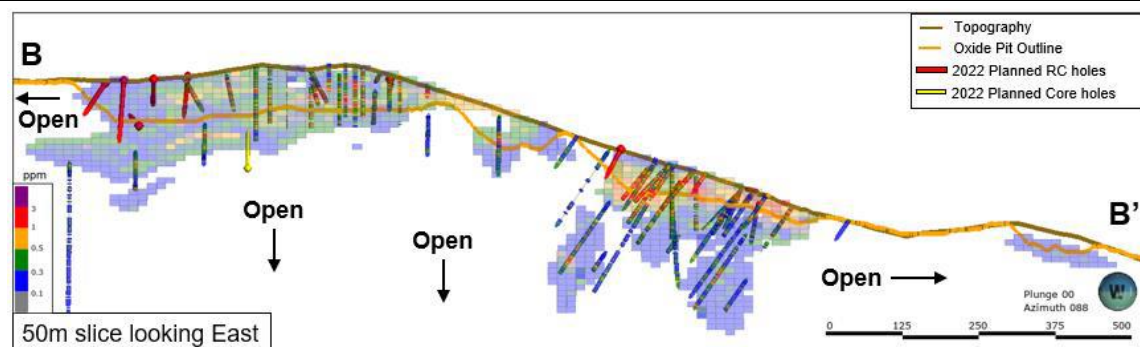 B
Open
Topography
Oxide Pit Outline
2022 Planned RC holes
2022 Planned Core holes
ppm
3
1
0.5
0.3
0.1
Open
Open
Open
B'
Plunge 00
Azimuth 088
0 125 250 375 500
50m slice looking East